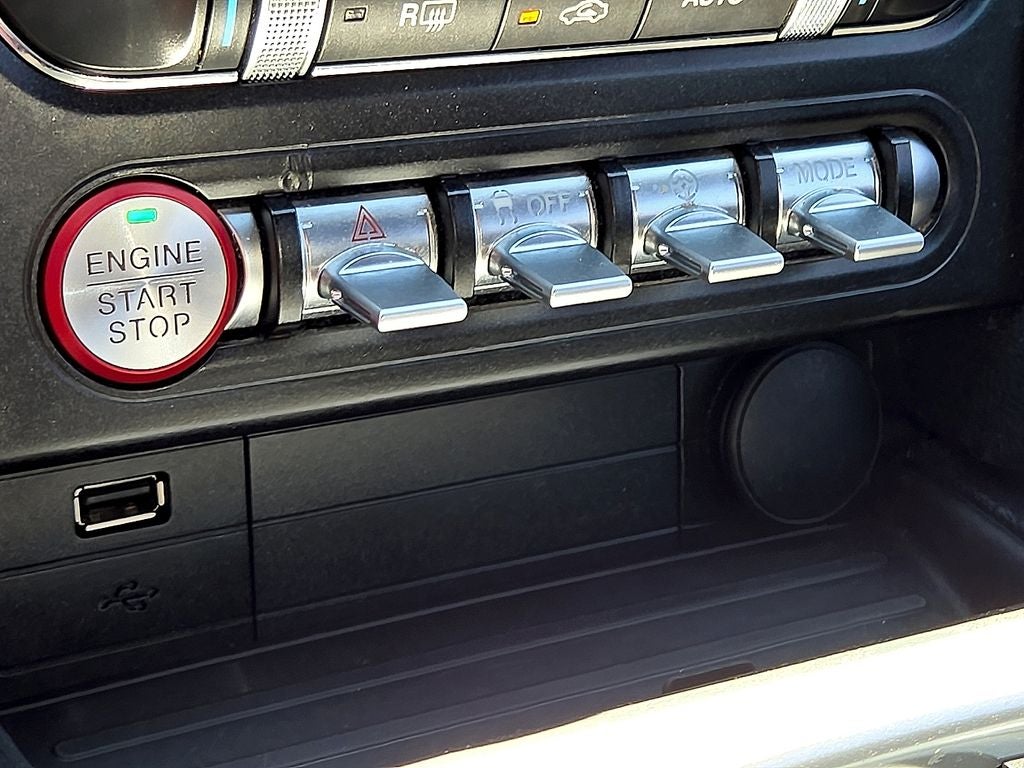 R
AUTO
OFF
MODE
ENGINE
START
STOP